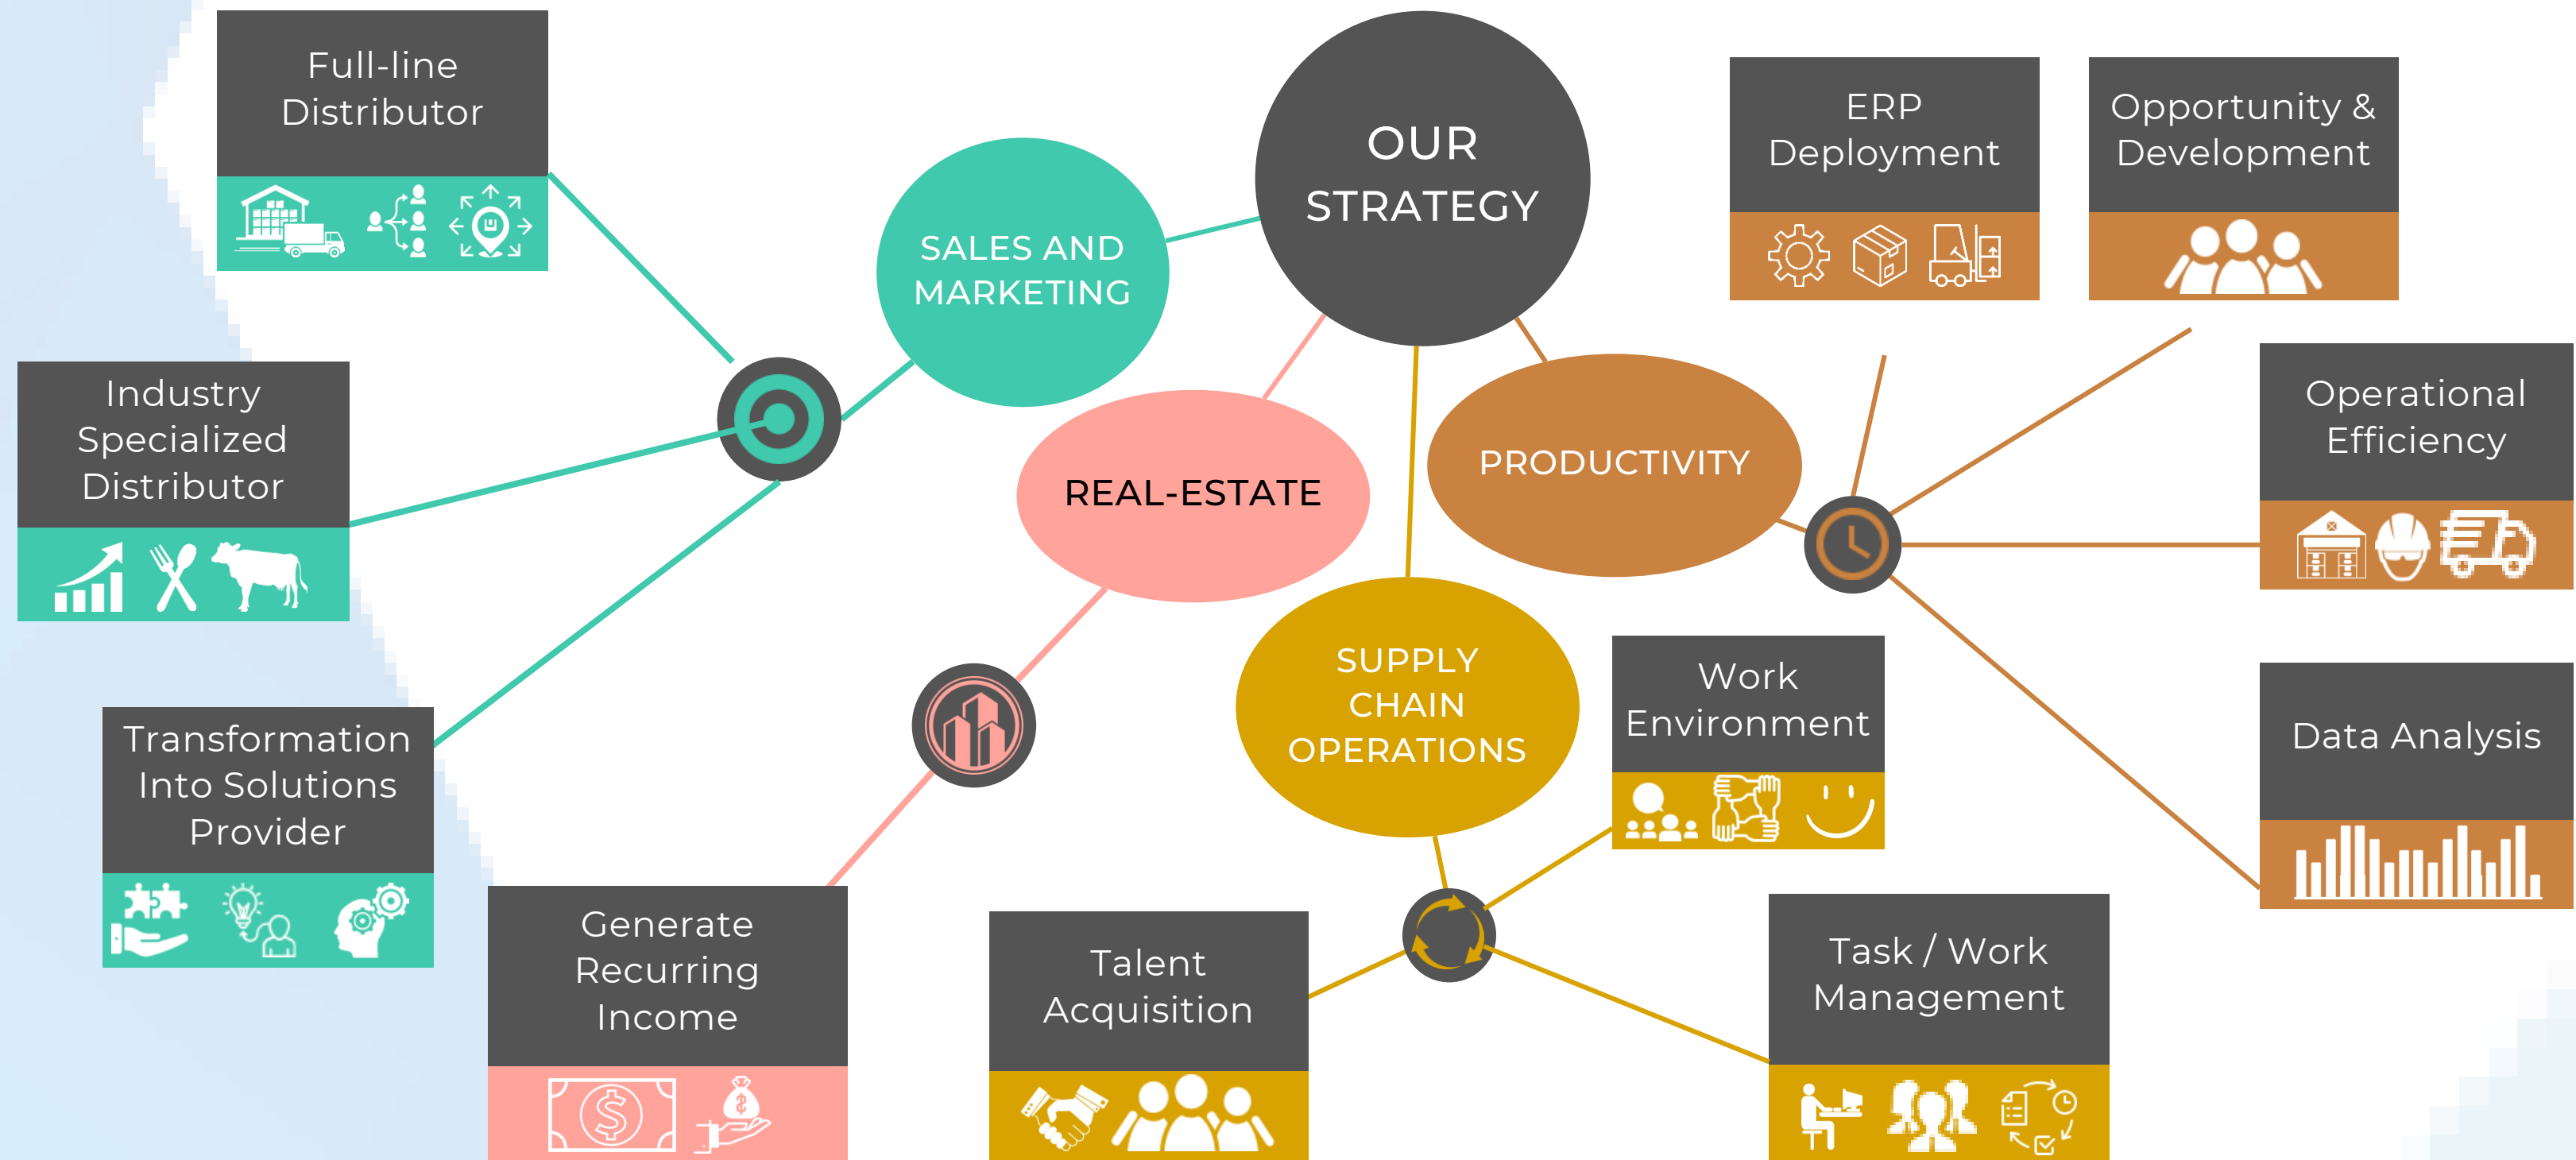 OUR
STRATEGY
SALES AND
MARKETING
Full-line
Distributor
Industry
Specialized
Distributor
Transformation
Into Solutions
Provider
REAL-ESTATE
Generate
Recurring
Income
SUPPLY
CHAIN
OPERATIONS
Work
Environment
Talent
Acquisition
Task / Work
Management
PRODUCTIVITY
ERP
Deployment
Opportunity &
Development
Operational
Efficiency
Data Analysis